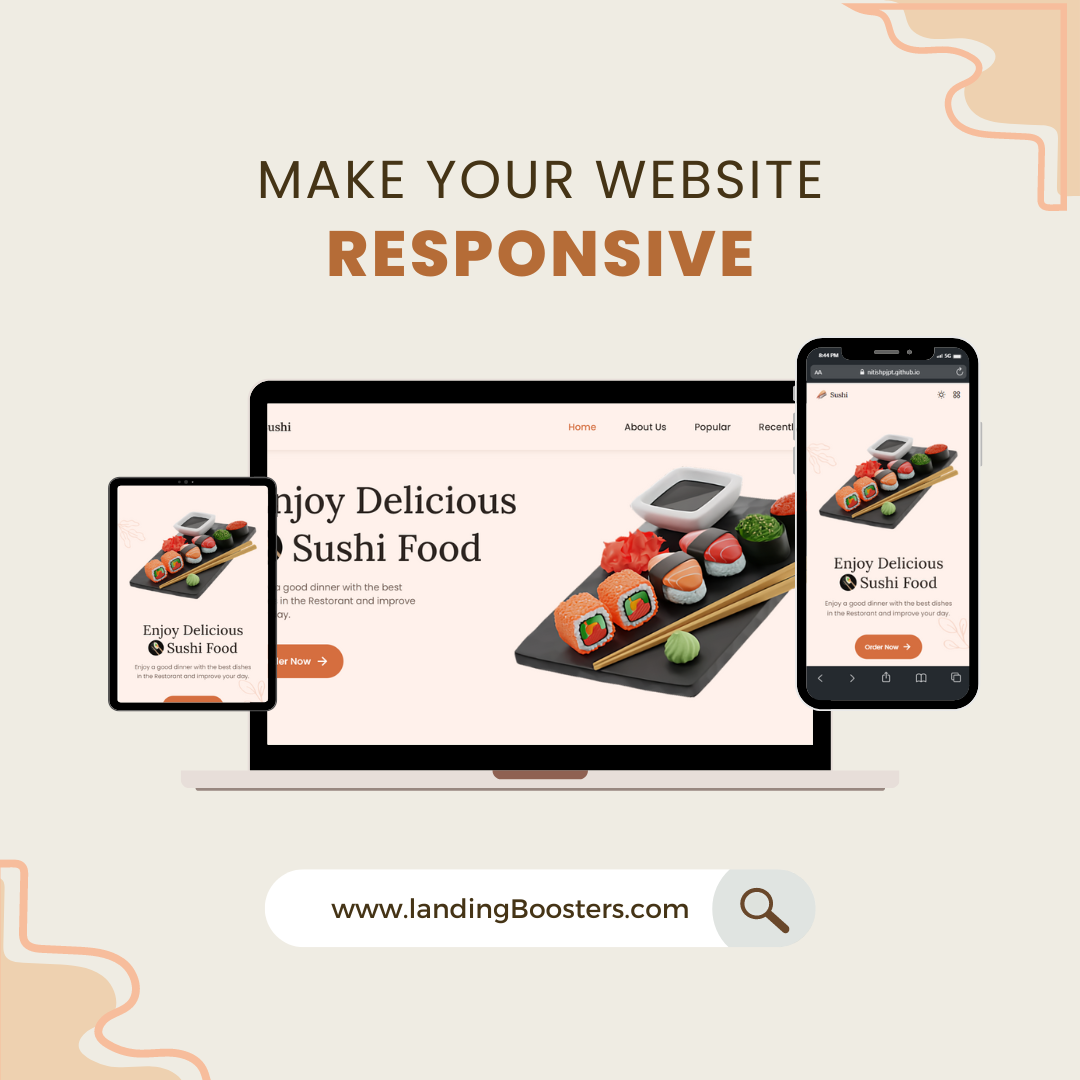 MAKE YOUR WEBSITE
RESPONSIVE
ushi
Home About Us Popular Recentl
njoy Delicious
Sushi Food
a good dinner with the best
in the Restorant and improve
ay.
er Now
Enjoy Delicious
Sushi Food
Enjoy a good dinner with the best dishes
in the Restorant and improve your day.
8:44 PM 5G
AA nitishpjpt.github.io
Sushi
Enjoy Delicious
Sushi Food
Enjoy a good dinner with the best dishes
in the Restorant and improve your day.
Order Now
www.landingBoosters.com